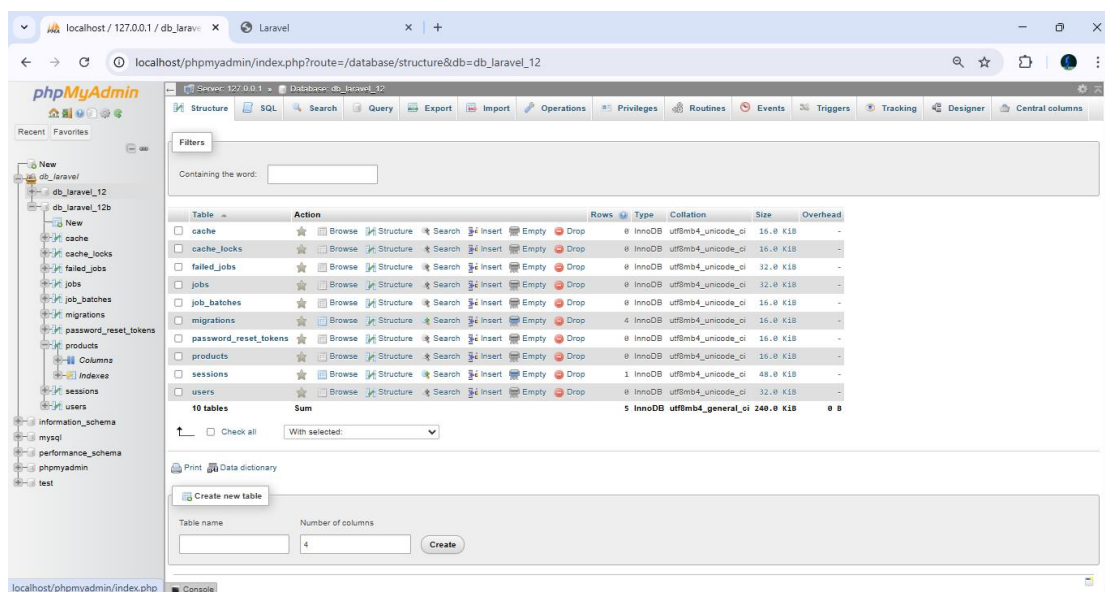 localhost / 127.0.0.1 / db_larave
Laravel
localhost/phpmyadmin/index.php?route=/database/structure&db=db_laravel_12
phpMyAdmin
Recent Favorites
New
db_laravel
db_laravel_12
db_laravel_12b
New
cache
cache_locks
failed_jobs
jobs
job_batches
migrations
password_reset_tokens
products
Columns
Indexes
sessions
users
information_schema
mysql
performance_schema
phpmyadmin
test
localhost/phpmyadmin/index.php
Server: 127.0.0.1 » Database: db_laravel_12
Structure SQL Search Query Export Import Operations Privileges Routines Events Triggers Tracking Designer Central columns
Filters
Containing the word:
Table Action Rows Type Collation Size Overhead
cache Browse Structure Search Insert Empty Drop 0 InnoDB utf8mb4_unicode_ci 16.0 KiB -
cache_locks Browse Structure Search Insert Empty Drop 0 InnoDB utf8mb4_unicode_ci 16.0 KiB -
failed_jobs Browse Structure Search Insert Empty Drop 0 InnoDB utf8mb4_unicode_ci 32.0 KiB -
jobs Browse Structure Search Insert Empty Drop 0 InnoDB utf8mb4_unicode_ci 32.0 KiB -
job_batches Browse Structure Search Insert Empty Drop 0 InnoDB utf8mb4_unicode_ci 16.0 KiB -
migrations Browse Structure Search Insert Empty Drop 4 InnoDB utf8mb4_unicode_ci 16.0 KiB -
password_reset_tokens Browse Structure Search Insert Empty Drop 0 InnoDB utf8mb4_unicode_ci 16.0 KiB -
products Browse Structure Search Insert Empty Drop 0 InnoDB utf8mb4_unicode_ci 16.0 KiB -
sessions Browse Structure Search Insert Empty Drop 1 InnoDB utf8mb4_unicode_ci 48.0 KiB -
users Browse Structure Search Insert Empty Drop 0 InnoDB utf8mb4_unicode_ci 32.0 KiB -
10 tables Sum 5 InnoDB utf8mb4_general_ci 240.0 KiB 0 B
Check all With selected:
Print Data dictionary
Create new table
Table name Number of columns
4 Create
Console